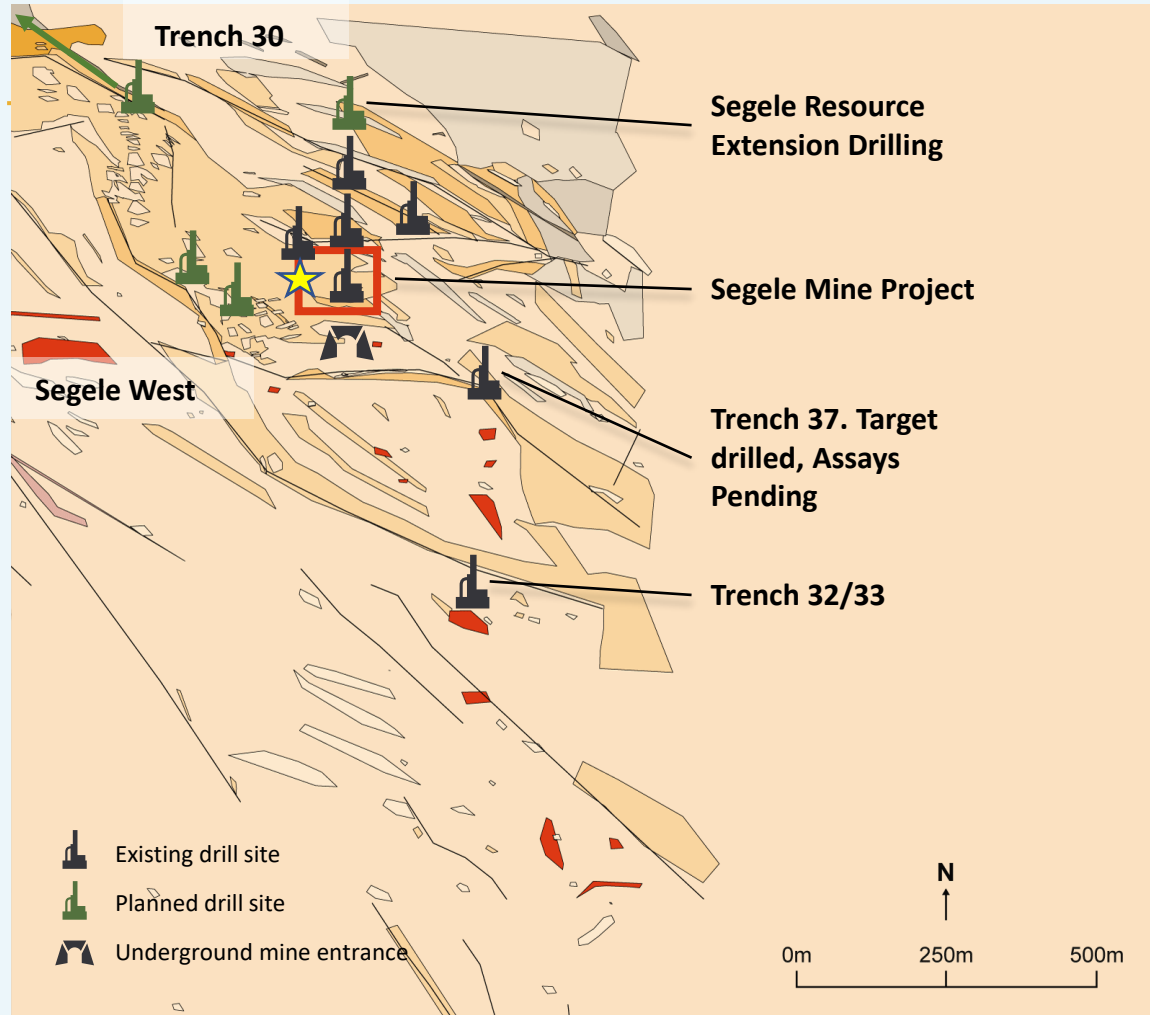 Trench 30
Segele Resource
Extension Drilling
Segele Mine Project
Segele West
Trench 37. Target
drilled, Assays
Pending
Trench 32/33
Existing drill site
Planned drill site
Underground mine entrance
N
0m 250m 500m